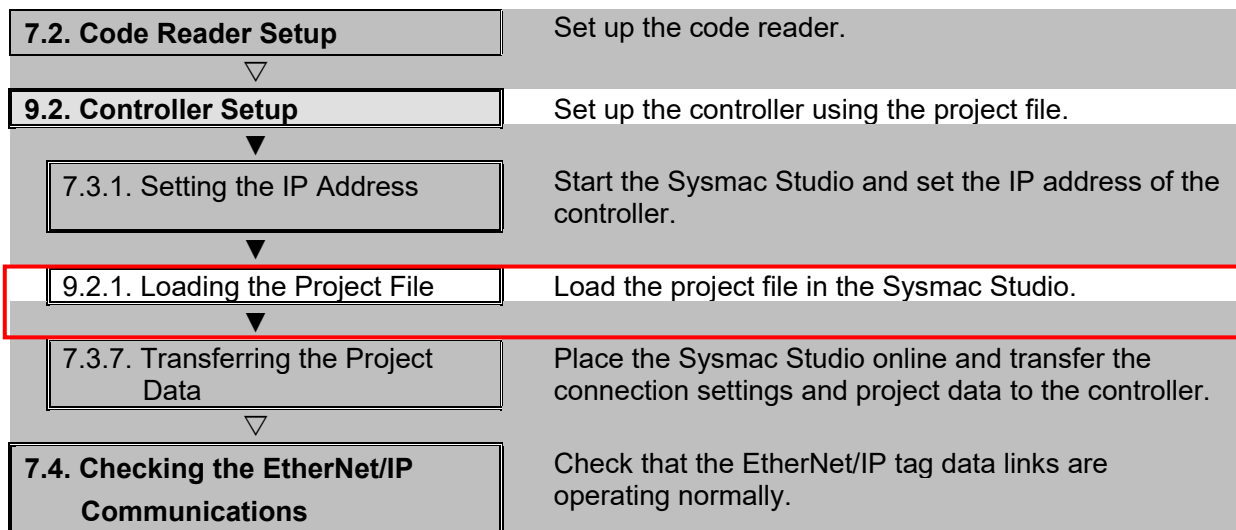 7.2. Code Reader Setup
Set up the code reader.
▽
9.2. Controller Setup
Set up the controller using the project file.
▼
7.3.1. Setting the IP Address
Start the Sysmac Studio and set the IP address of the
controller.
▼
9.2.1. Loading the Project File
Load the project file in the Sysmac Studio.
▼
7.3.7. Transferring the Project
Data
Place the Sysmac Studio online and transfer the
connection settings and project data to the controller.
▽
7.4. Checking the EtherNet/IP
Communications
Check that the EtherNet/IP tag data links are
operating normally.